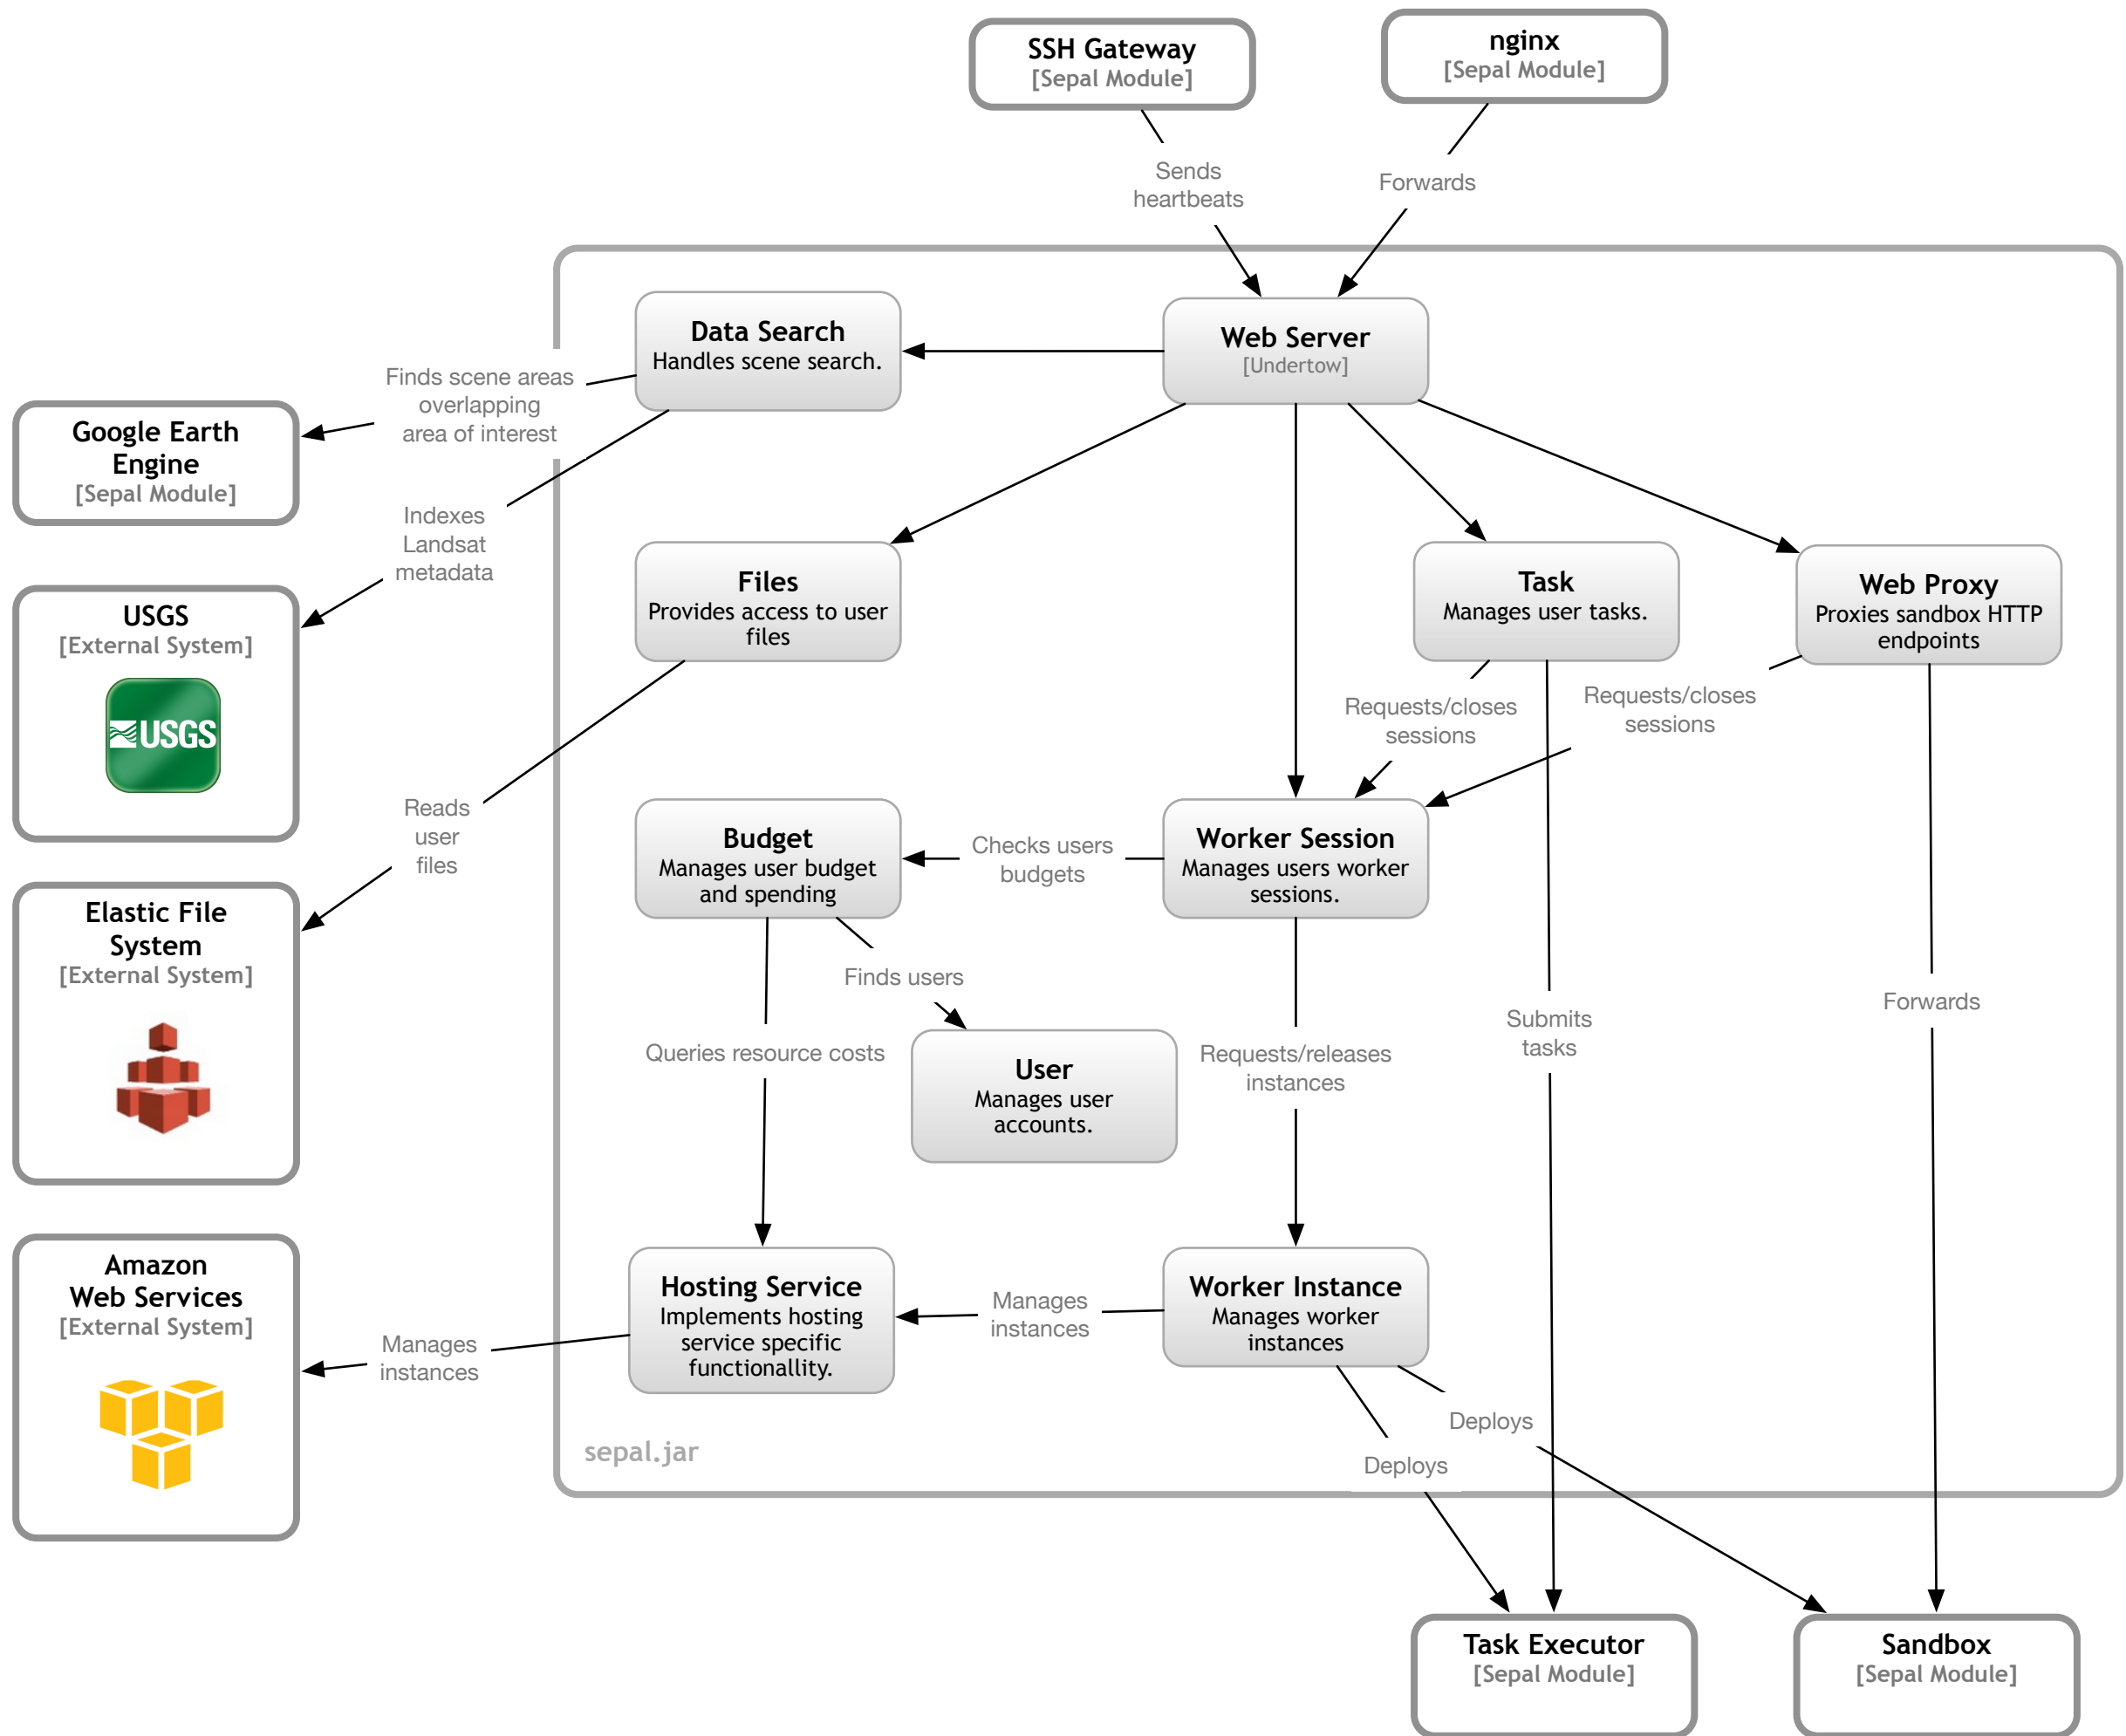 SSH Gateway
[Sepal Module]
nginx
[Sepal Module]
Sends
heartbeats
Forwards
Data Search
Handles scene search.
Web Server
[Undertow]
Finds scene areas
overlapping
area of interest
Google Earth
Engine
[Sepal Module]
Indexes
Landsat
metadata
Files
Provides access to user
files
Task
Manages user tasks.
Web Proxy
Proxies sandbox HTTP
endpoints
USGS
[External System]
USGS
Requests/closes
sessions
Requests/closes
sessions
Reads
user
files
Budget
Manages user budget
and spending
Checks users
budgets
Worker Session
Manages users worker
sessions.
Elastic File
System
[External System]
Finds users
Forwards
Submits
tasks
Queries resource costs
Requests/releases
instances
User
Manages user
accounts.
Amazon
Web Services
[External System]
Hosting Service
Implements hosting
service specific
functionallity.
Manages
instances
Worker Instance
Manages worker
instances
Manages
instances
Deploys
Deploys
sepal.jar
Task Executor
[Sepal Module]
Sandbox
[Sepal Module]